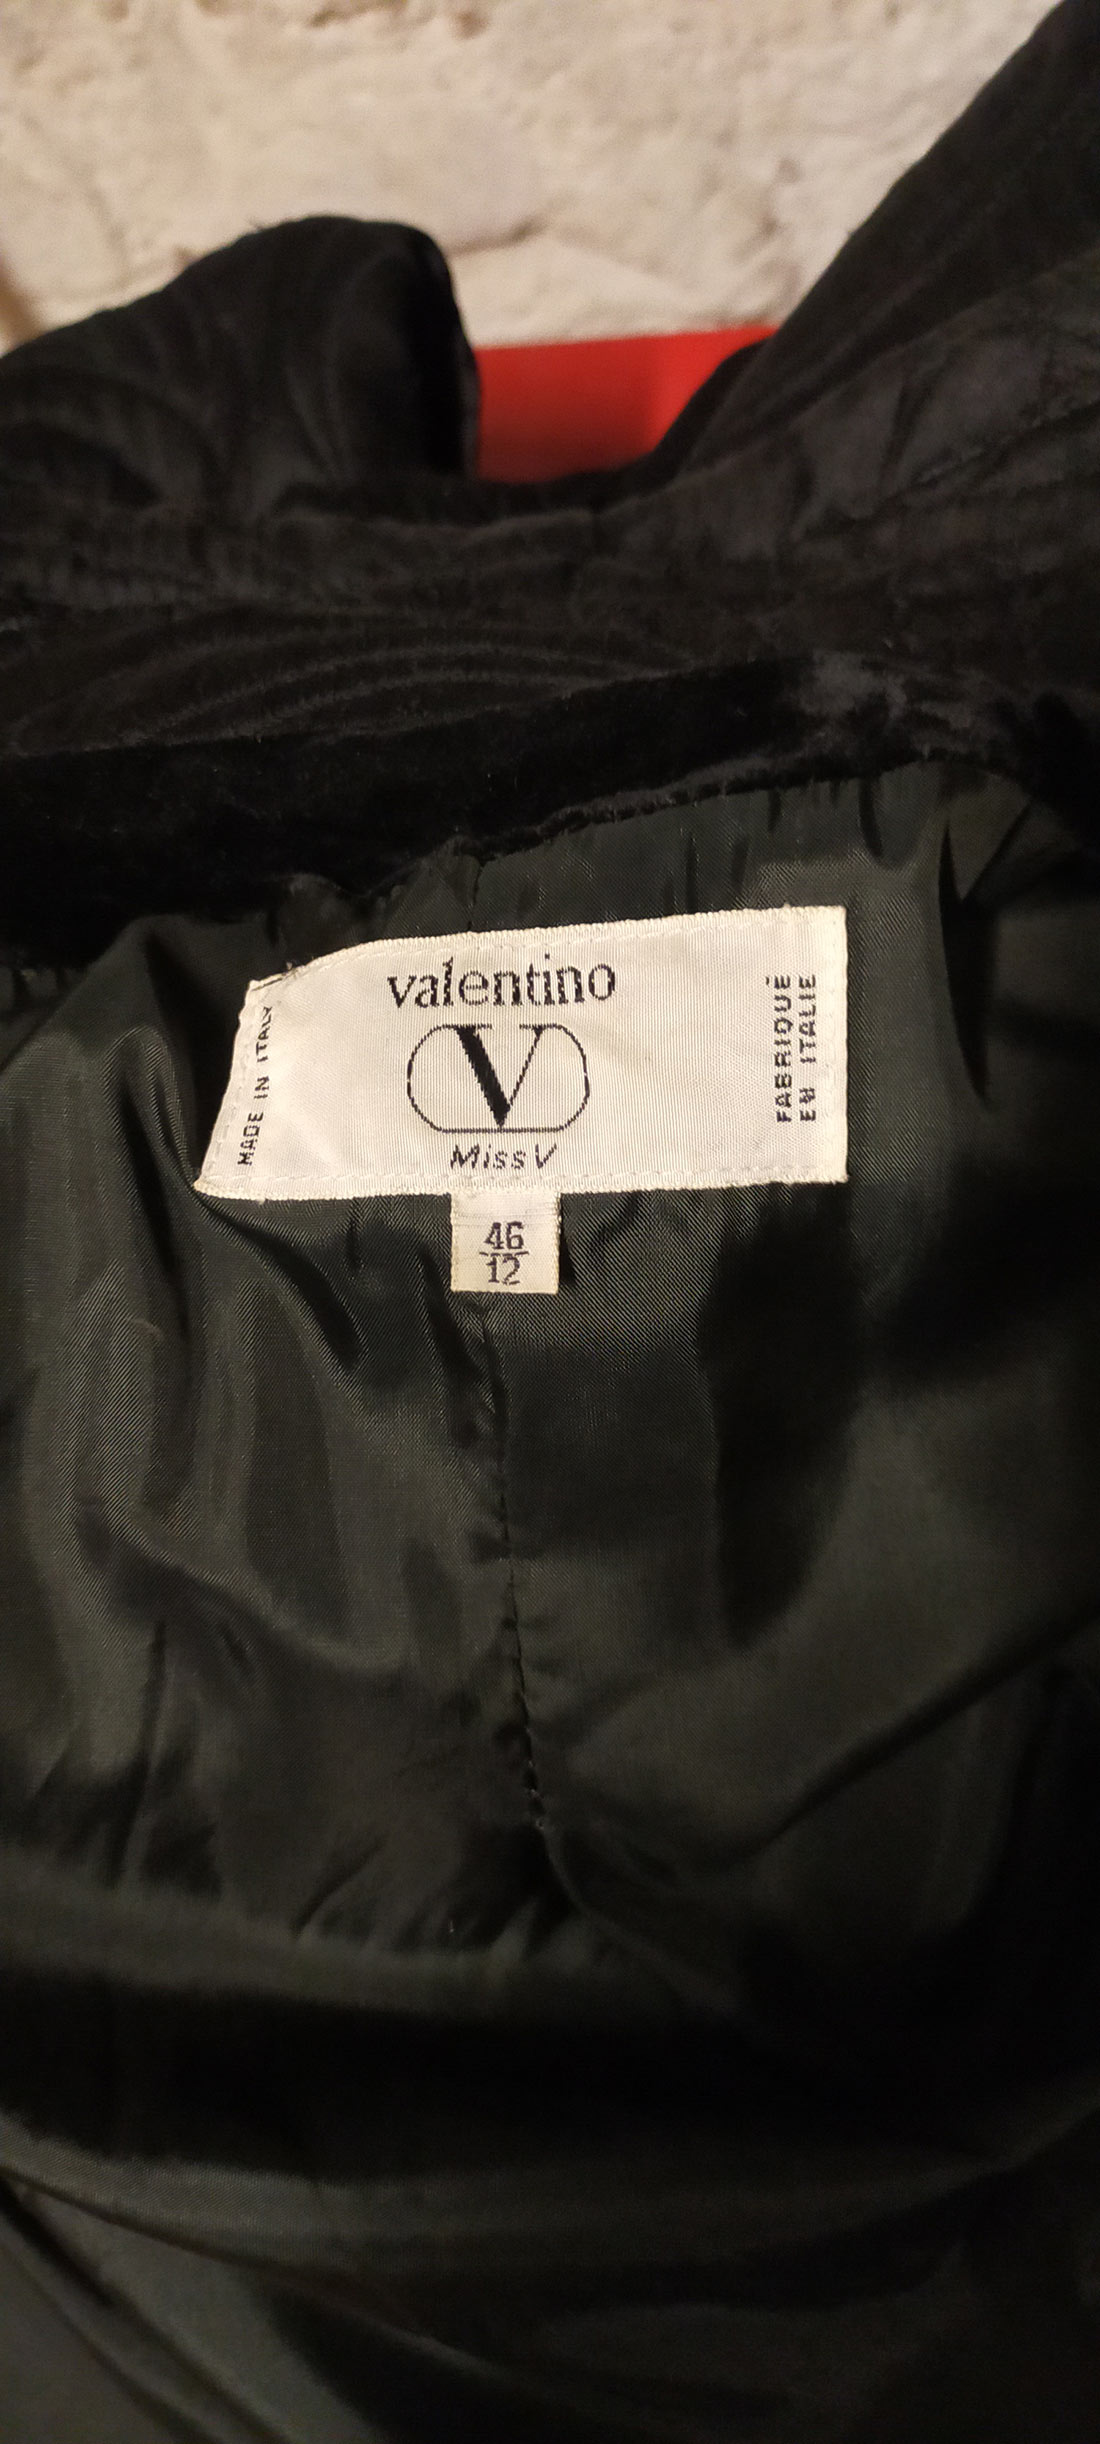 valentino
V
Miss V
MADE IN ITALY
FABRIQUÉ
EN ITALIE
46
12